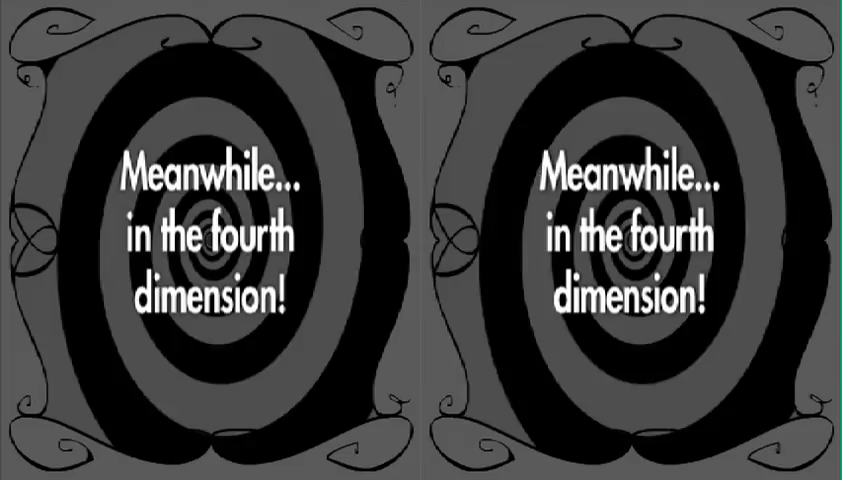 Meanwhile...
in the fourth
dimension!
Meanwhile...
in the fourth
dimension!